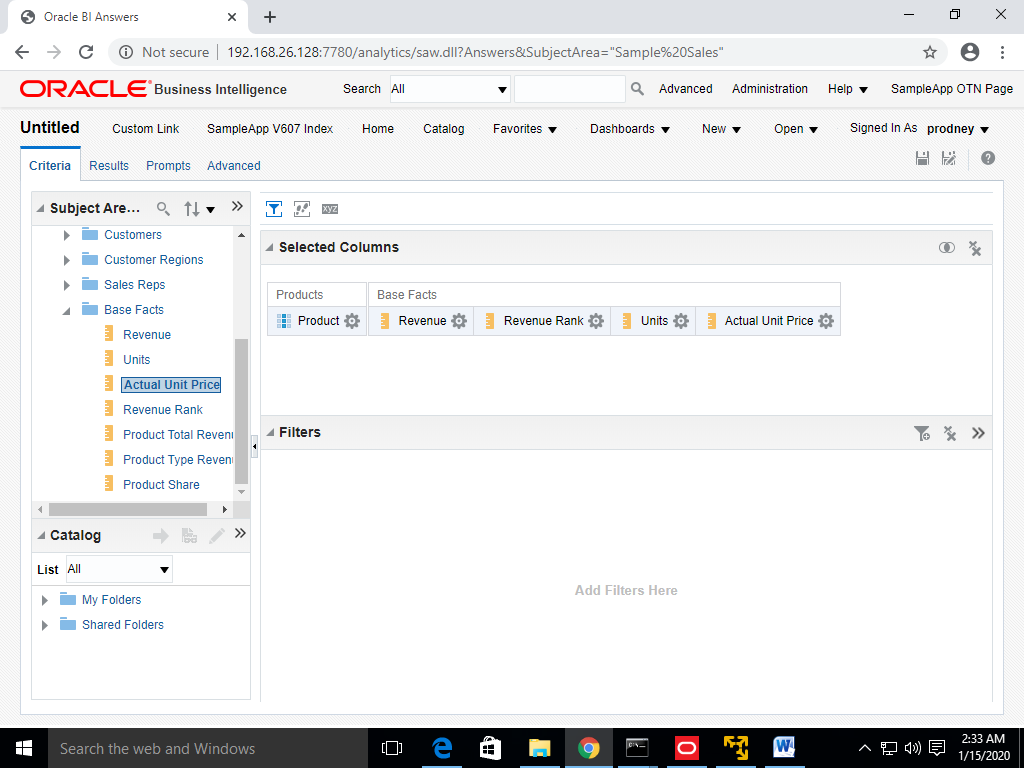 Oracle BI Answers
Not secure 192.168.26.128:7780/analytics/saw.dll?Answers&SubjectArea="Sample%20Sales"
ORACLE Business Intelligence Search All Advanced Administration Help SampleApp OTN Page
Untitled Custom Link SampleApp V607 Index Home Catalog Favorites Dashboards New Open Signed In As prodney
Criteria Results Prompts Advanced
Subject Are...
xyz
Customers
Customer Regions
Sales Reps
Base Facts
Revenue
Units
Actual Unit Price
Revenue Rank
Product Total Reven
Product Type Reven
Product Share
Selected Columns
Products Base Facts
Product Revenue Revenue Rank Units Actual Unit Price
Filters
Add Filters Here
Catalog
List All
My Folders
Shared Folders
Search the web and Windows
2:33 AM
1/15/2020